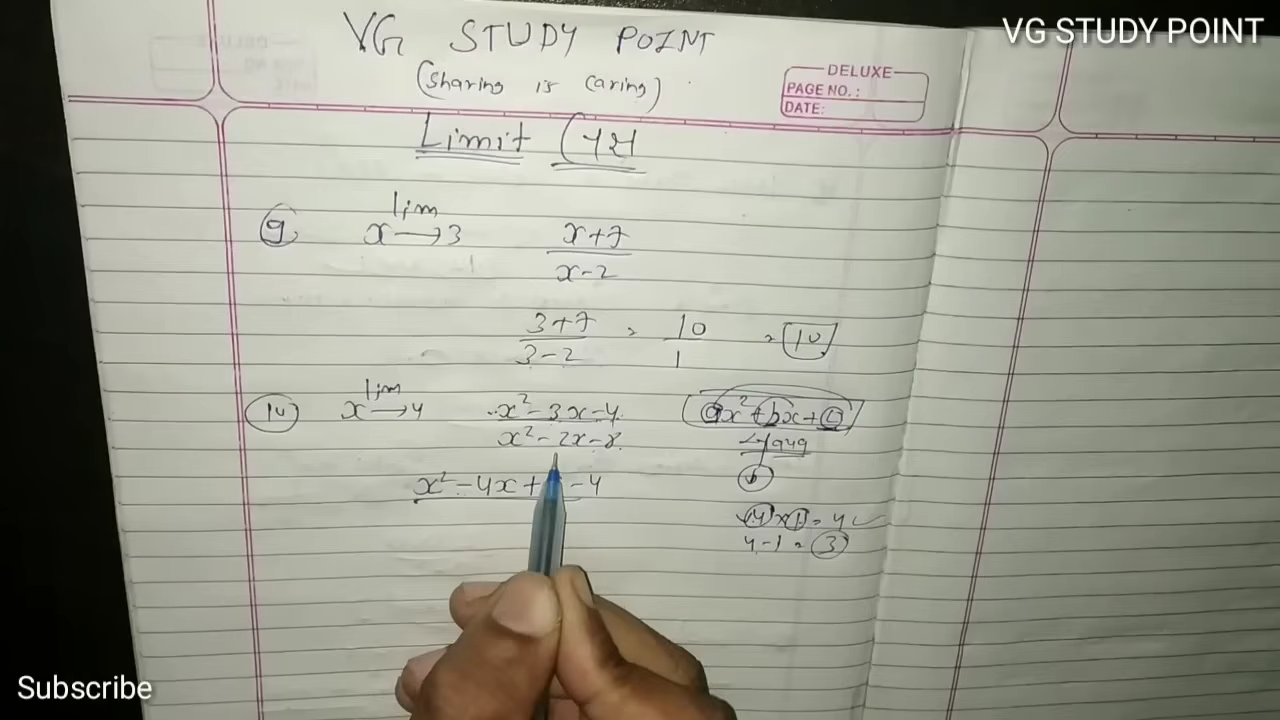 VG STUDY POINT
VG STUDY POINT
(Sharing is Caring)
DELUXE
PAGE NO.:
DATE:
Limit
9 lim x→3 x+7 / x-2
3+7 / 3-2 = 10 / 1 = 10
10 lim x→4 x²-3x-4 / x²-2x-8
ax²+bx+c
b
x²-4x+ -4
4×1=4
4-1=3
Subscribe